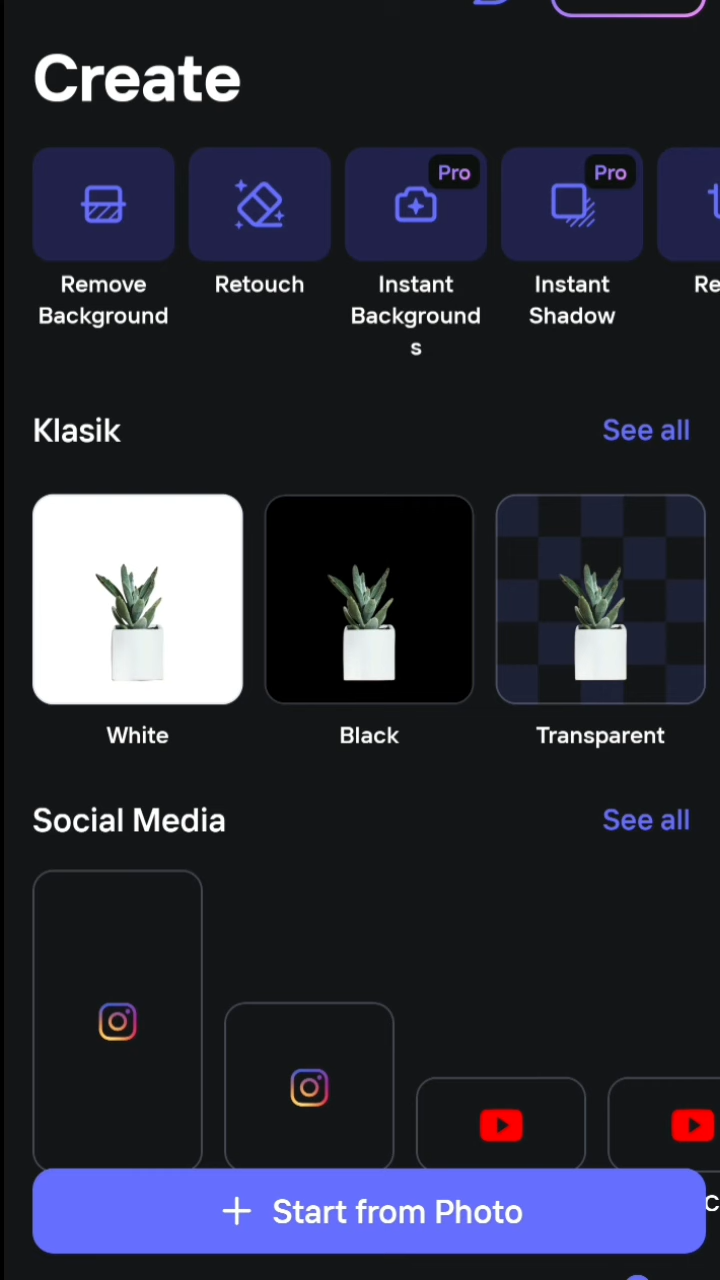 Create
Pro
Pro
Remove
Background
Retouch
Instant
Background
s
Instant
Shadow
Re
Klasik
See all
White
Black
Transparent
Social Media
See all
+ Start from Photo